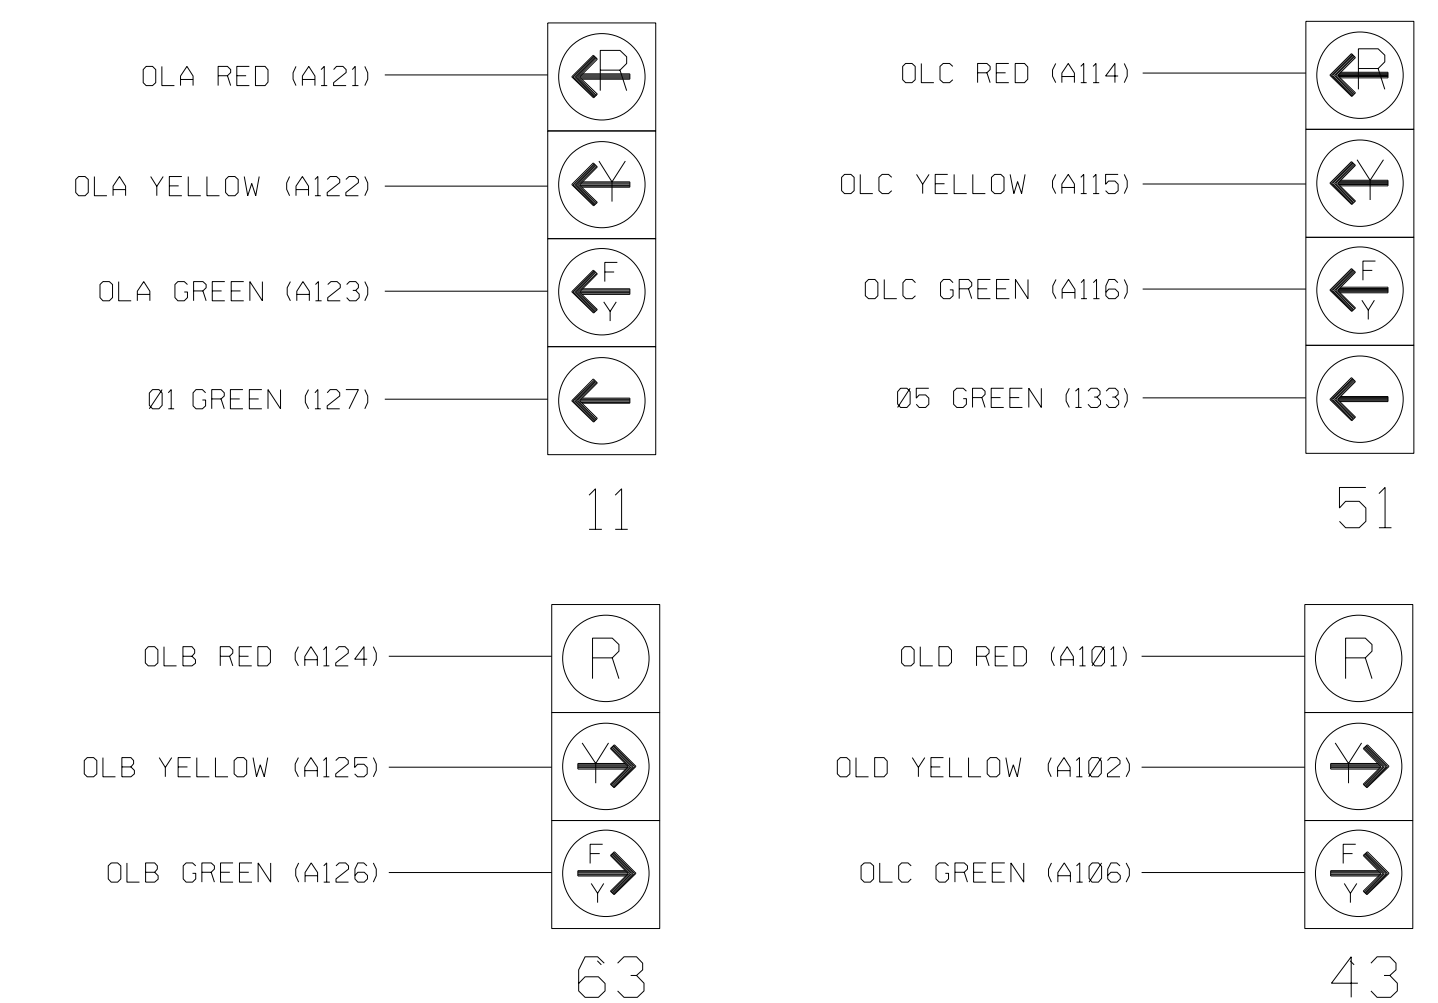 OLA RED (A121)
R
OLA YELLOW (A122)
Y
OLA GREEN (A123)
F
Y
Ø1 GREEN (127)
11
OLC RED (A114)
R
OLC YELLOW (A115)
Y
OLC GREEN (A116)
F
Y
Ø5 GREEN (133)
51
OLB RED (A124)
R
OLB YELLOW (A125)
Y
OLB GREEN (A126)
F
Y
63
OLD RED (A1Ø1)
R
OLD YELLOW (A1Ø2)
Y
OLC GREEN (A1Ø6)
F
Y
43